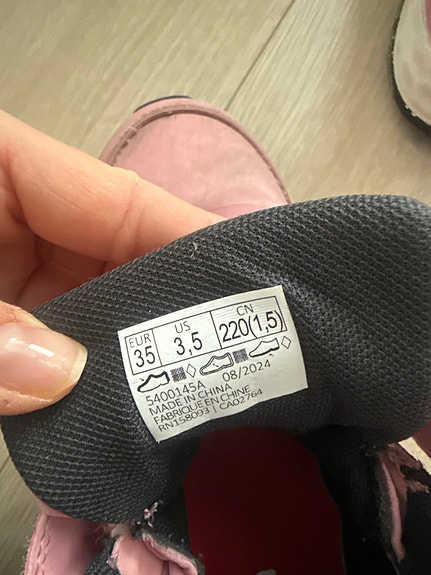 EUR US CN
35 3,5 220(1,5)
5400145A 08/2024
MADE IN CHINA
FABRIQUE EN CHINE
RN158093 | CA02764